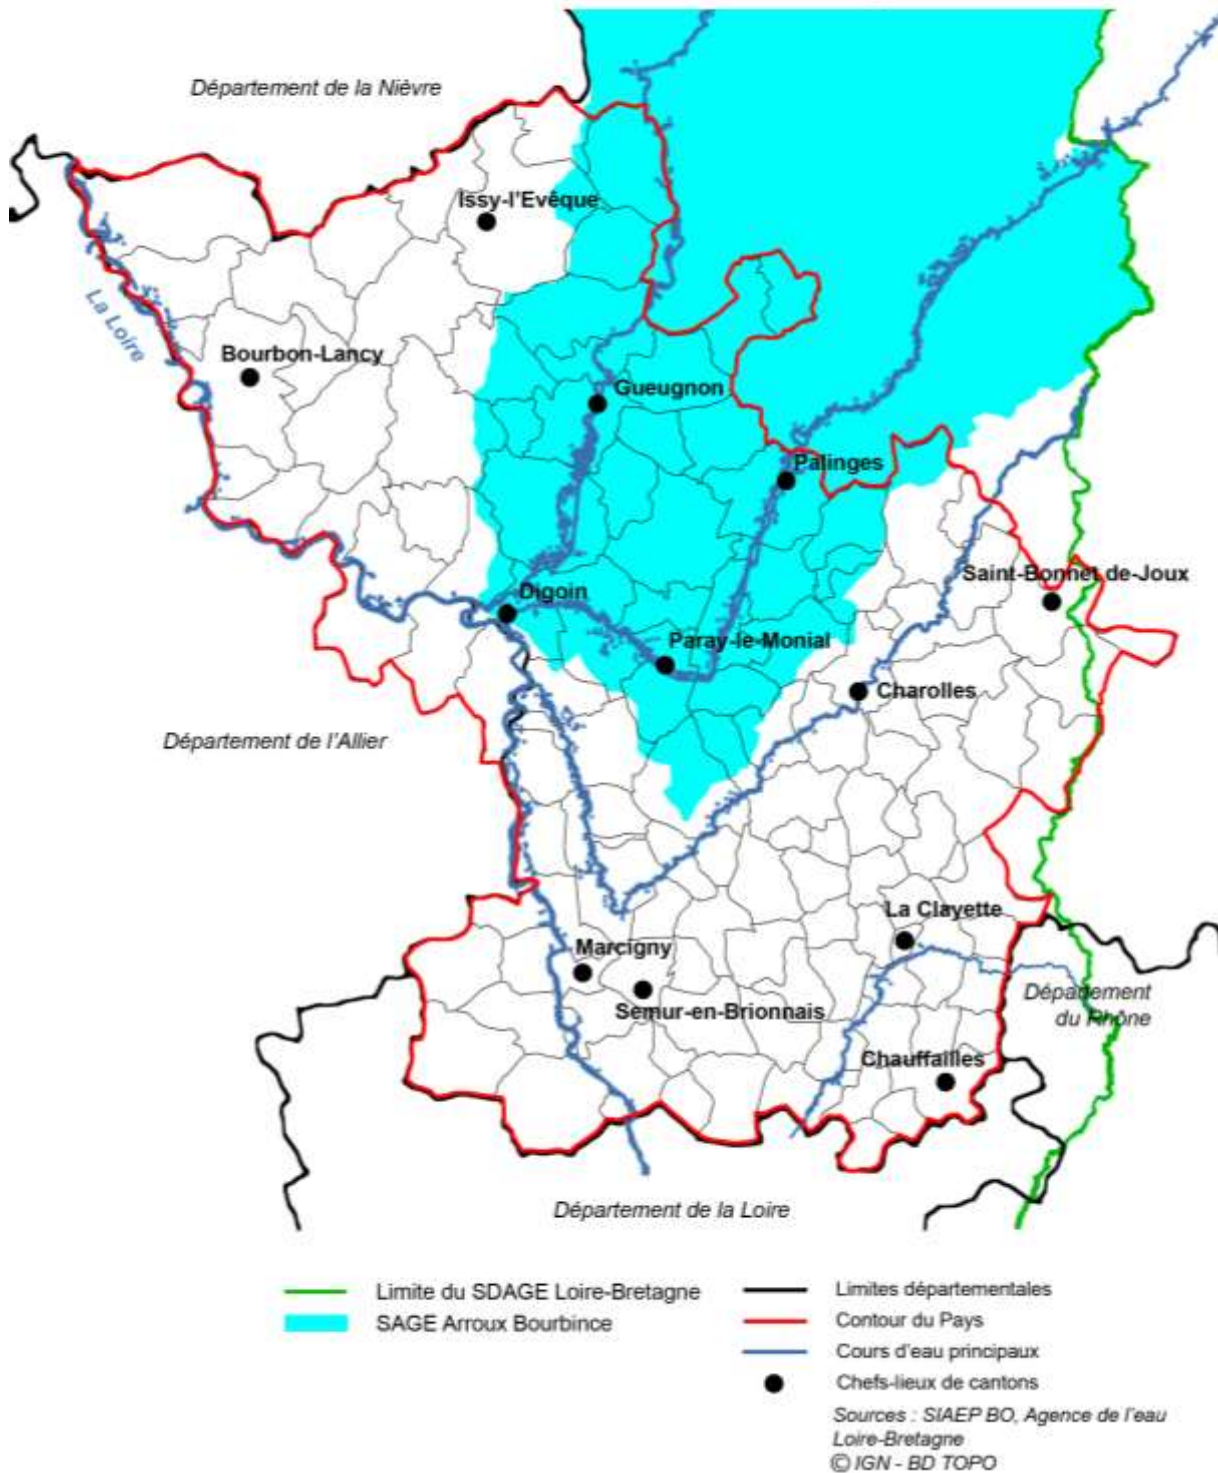 Département de la Nièvre
Issy-l'Evêque
La Loire
Bourbon-Lancy
Gueugnon
Palinges
Saint-Bonnet de-Joux
Digoin
Paray-le-Monial
Charolles
Département de l'Allier
La Clayette
Marcigny
Semur-en-Brionnais
Département
du Rhône
Chauffailles
Département de la Loire
Limite du SDAGE Loire-Bretagne
SAGE Arroux Bourbince
Limites départementales
Contour du Pays
Cours d'eau principaux
Chefs-lieux de cantons
Sources : SIAEP BO, Agence de l'eau
Loire-Bretagne
© IGN - BD TOPO